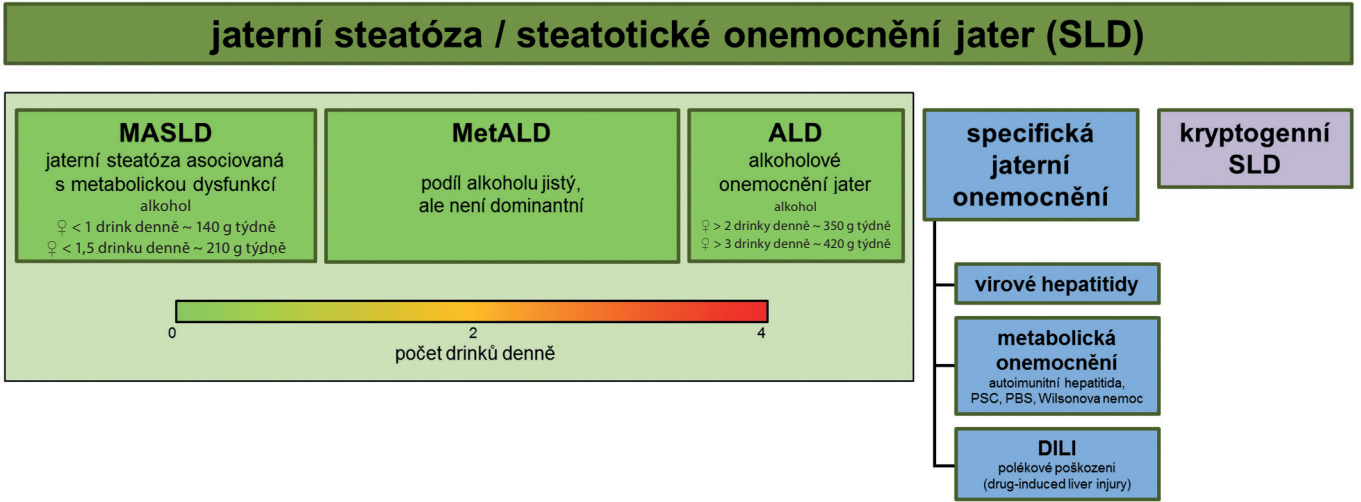 jaterní steatóza / steatotické onemocnění jater (SLD)
MASLD
jaterní steatóza asociovaná
s metabolickou dysfunkcí
alkohol
♀ < 1 drink denně ~ 140 g týdně
♀ < 1,5 drinku denně ~ 210 g týdně
MetALD
podíl alkoholu jistý,
ale není dominantní
ALD
alkoholové
onemocnění jater
alkohol
♀ > 2 drinky denně ~ 350 g týdně
♀ > 3 drinky denně ~ 420 g týdně
0 2 4
počet drinků denně
specifická
jaterní
onemocnění
virové hepatitidy
metabolická
onemocnění
autoimunitní hepatitida,
PSC, PBS, Wilsonova nemoc
DILI
polékové poškozeni
(drug-induced liver injury)
kryptogenní
SLD